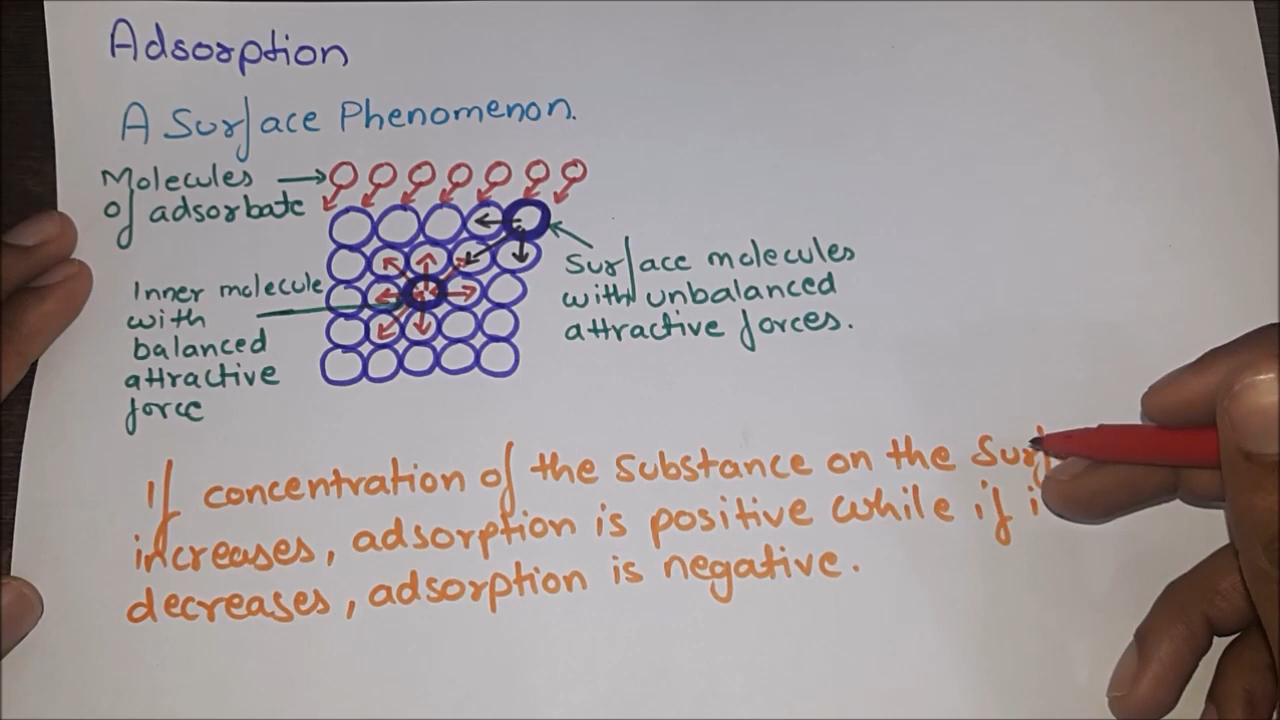 Adsorption
A Surface Phenomenon.
Molecules
of adsorbate
Inner molecule
with
balanced
attractive
force
Surface molecules
with unbalanced
attractive forces.
If concentration of the substance on the
increases, adsorption is positive while if
decreases, adsorption is negative.